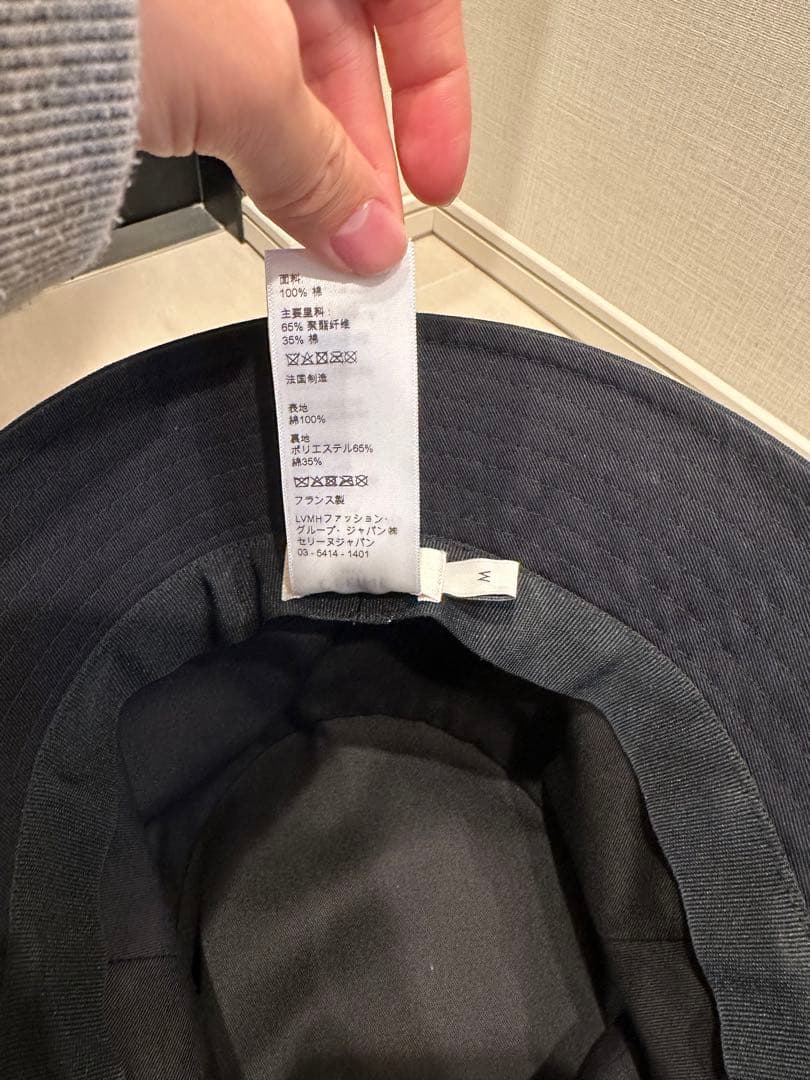 面料:
100% 棉
主要里料:
65% 聚酯纤维
35% 棉
法国制造
表地
綿100%
裏地
ポリエステル65%
綿35%
フランス製
LVMHファッション・
グループ・ジャパン㈱
セリーヌジャパン
03 - 5414 - 1401
M